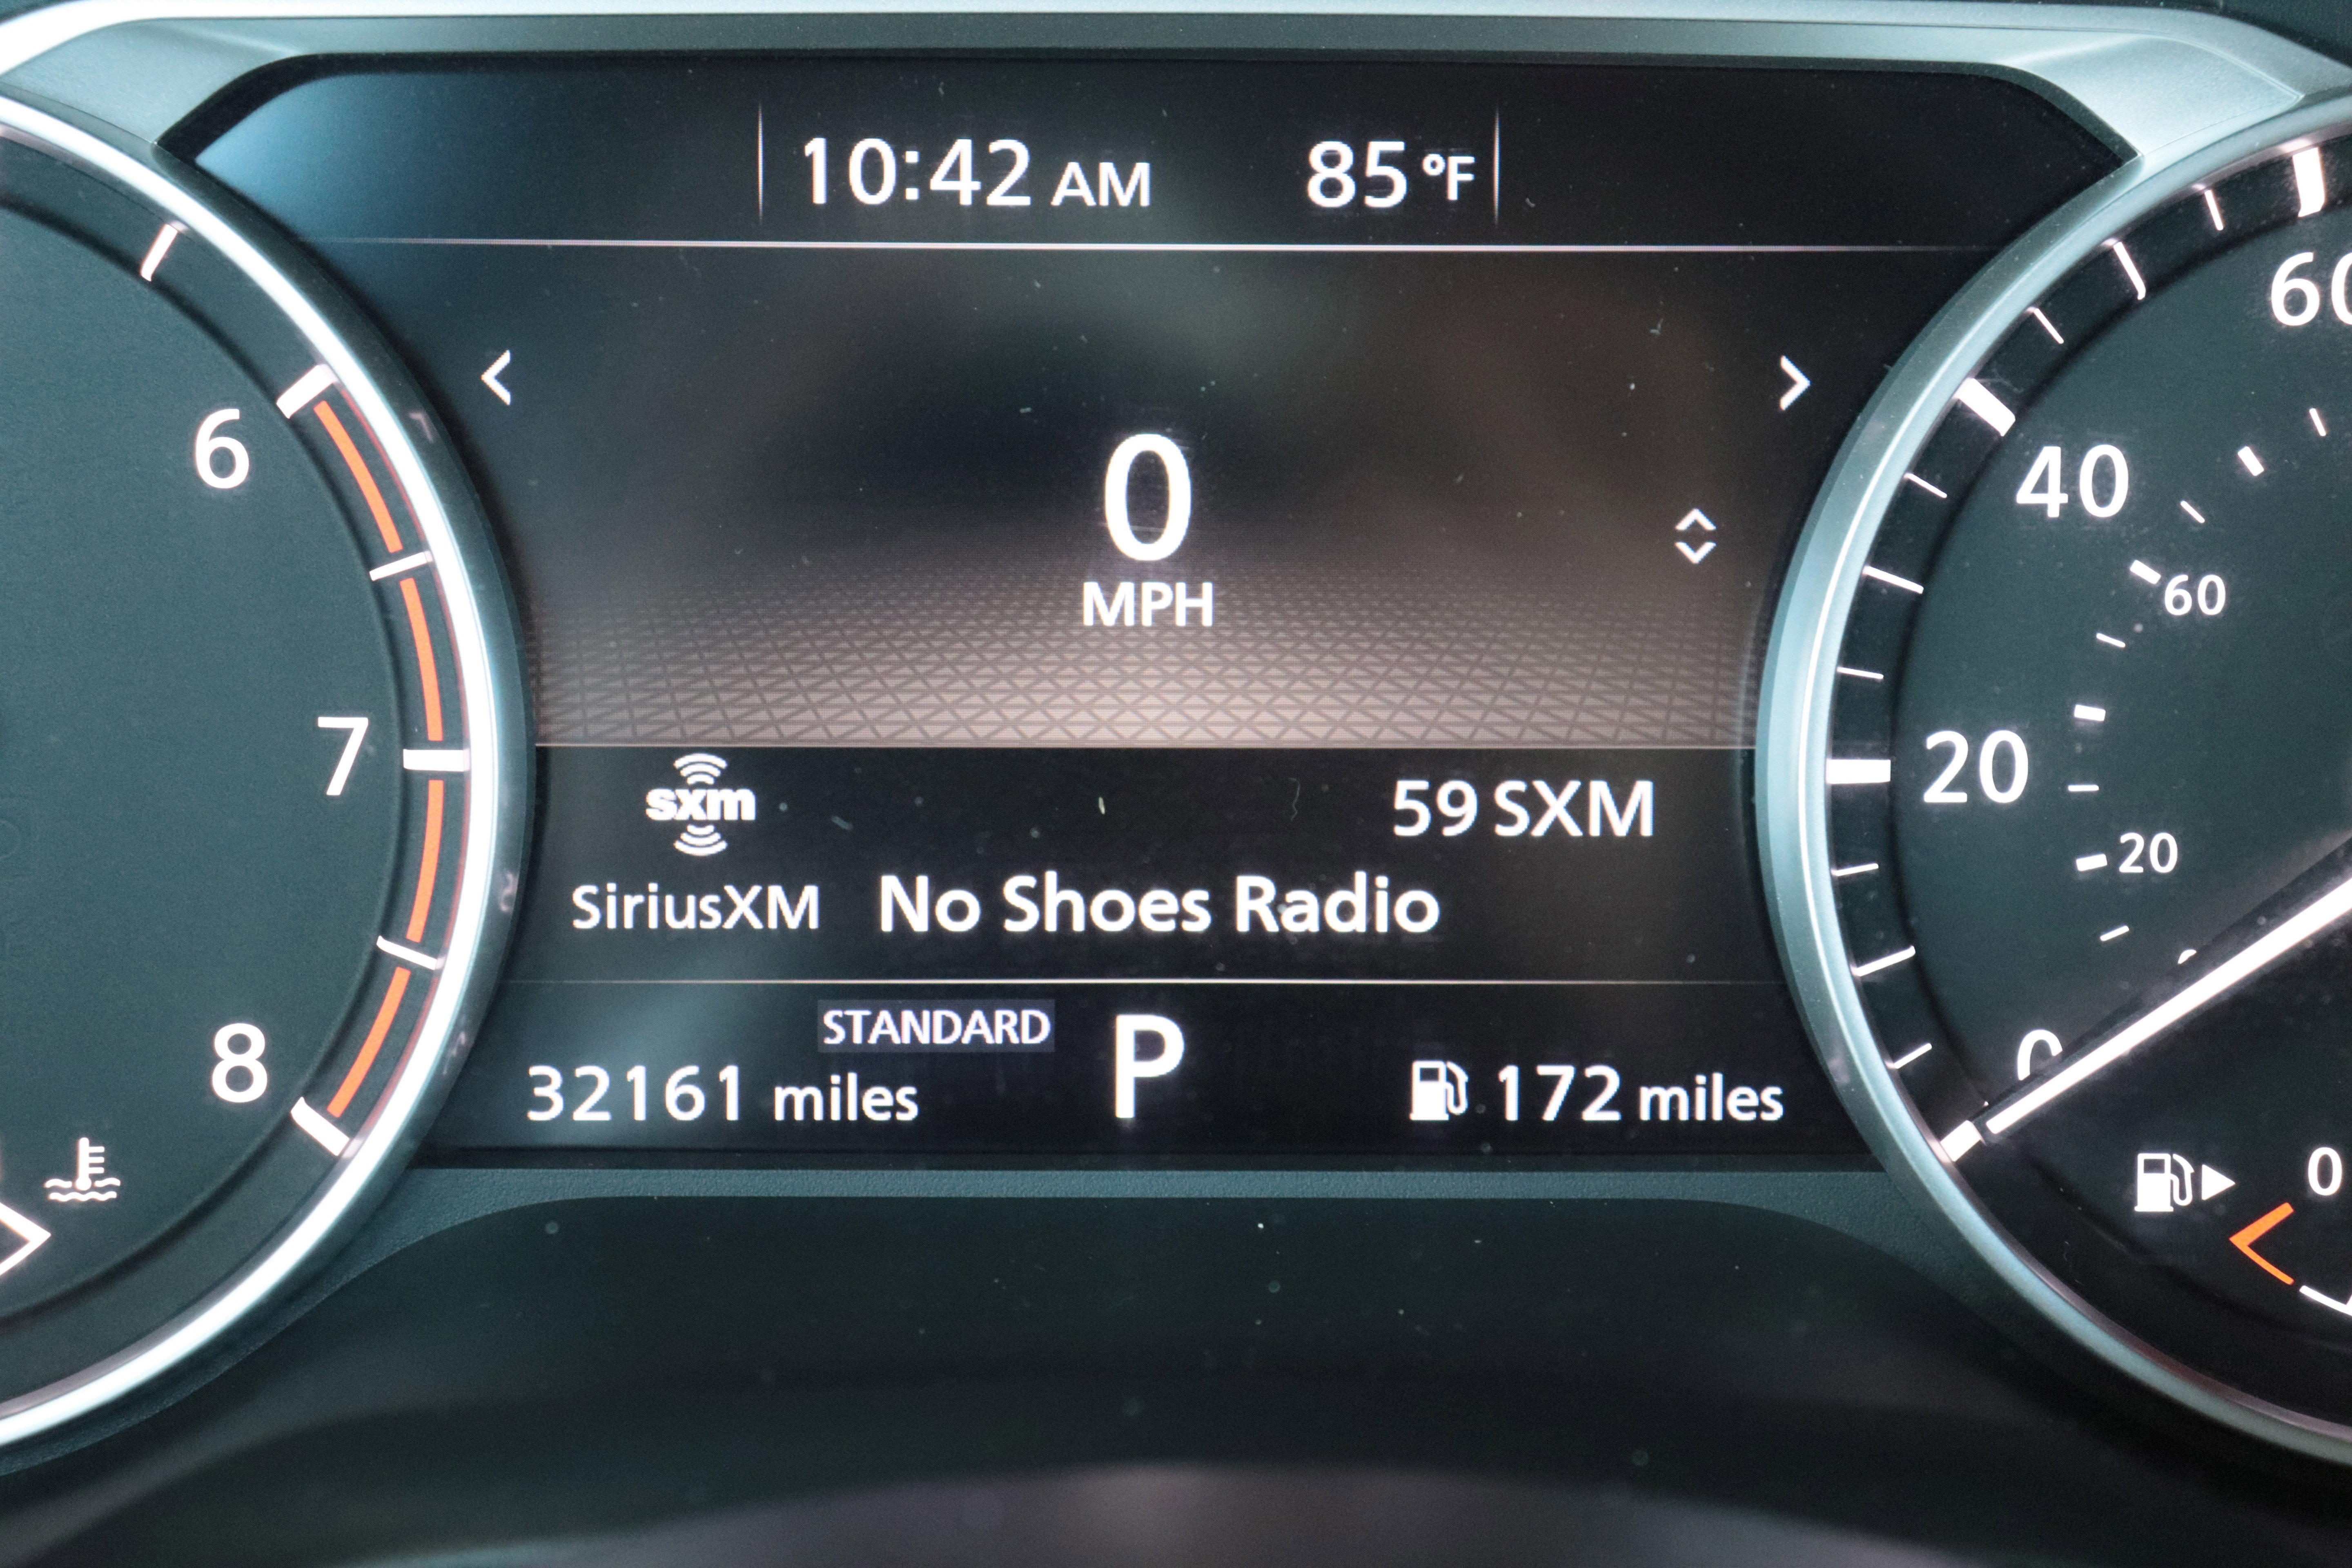 10:42 AM 85 °F
0
MPH
sxm 59 SXM
SiriusXM No Shoes Radio
STANDARD P
32161 miles 172 miles
6
7
8
60
40
20
0
60
20
0